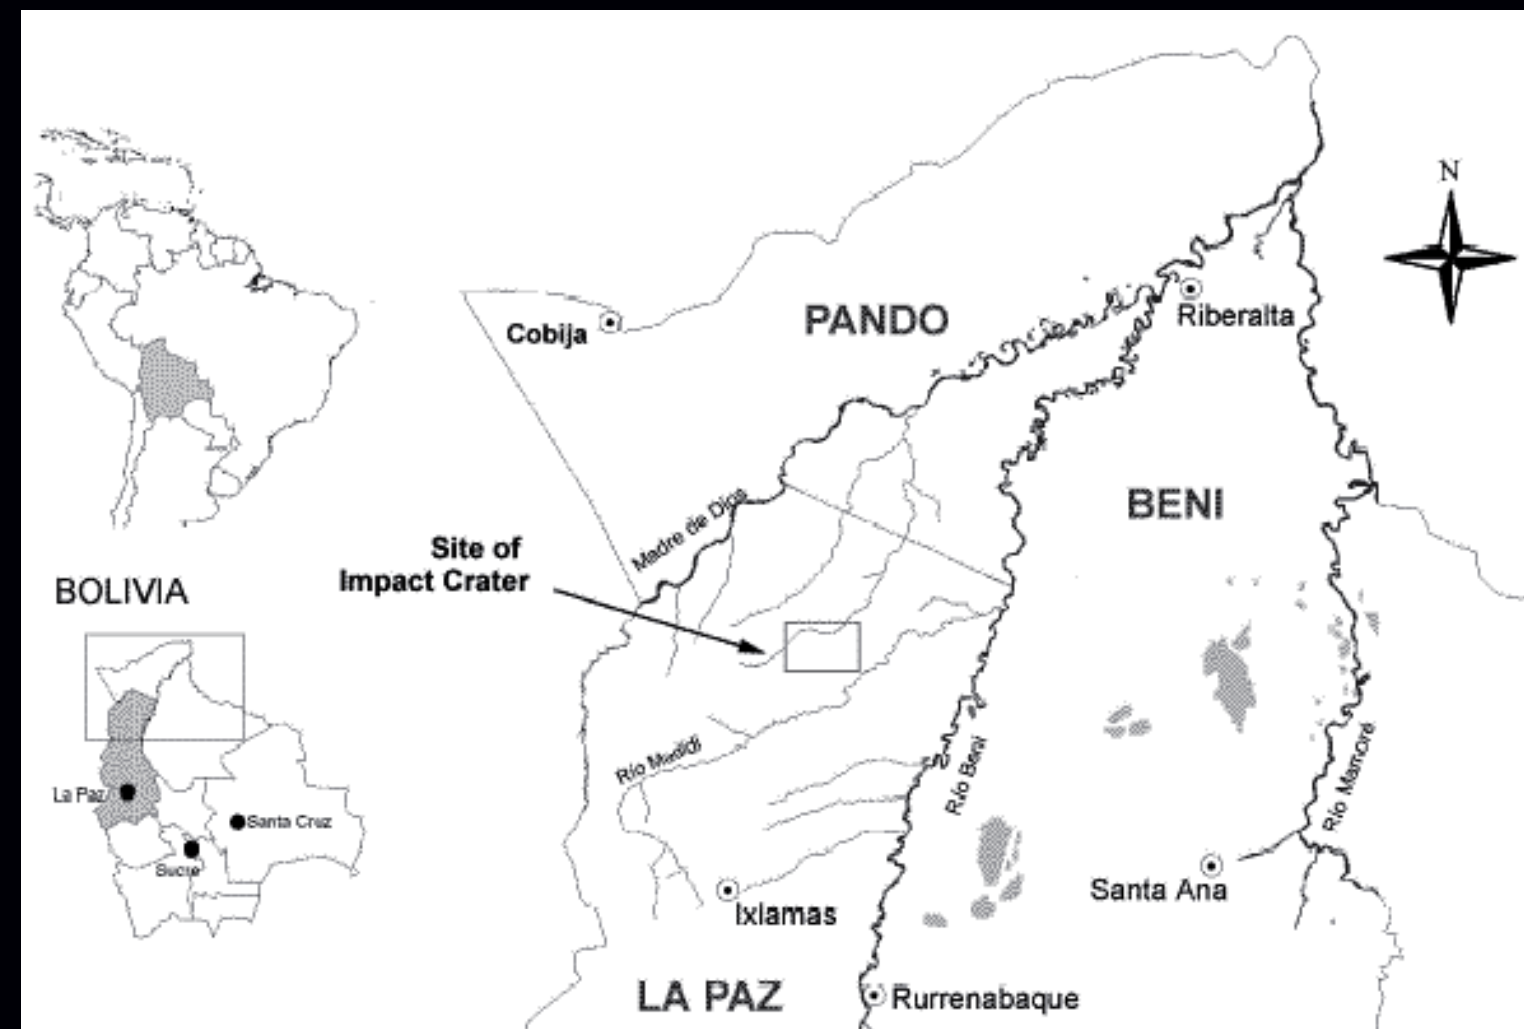 N
PANDO
Cobija
Riberalta
BENI
Madre de Dios
Site of
Impact Crater
BOLIVIA
La Paz
Santa Cruz
Sucre
Río Madidi
Río Beni
Río Mamoré
Santa Ana
Ixiamas
LA PAZ
Rurrenabaque